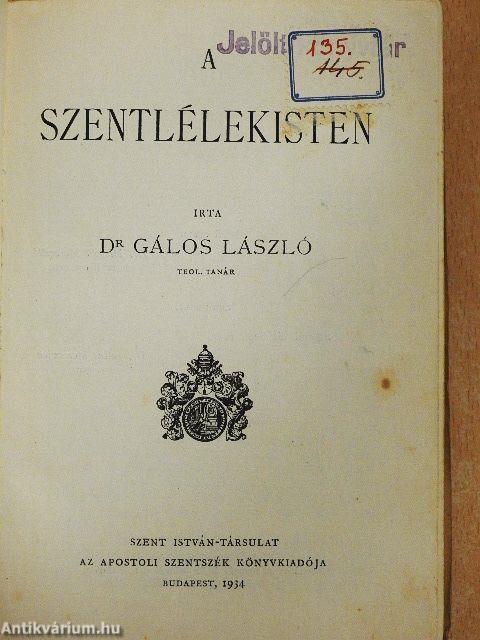 Jelölt
135.
145.
A
SZENTLÉLEKISTEN
IRTA
DR GÁLOS LÁSZLÓ
TEOL. TANÁR
SZENT ISTVÁN-TÁRSULAT
AZ APOSTOLI SZENTSZÉK KÖNYVKIADÓJA
BUDAPEST, 1934
Antikvárium.hu